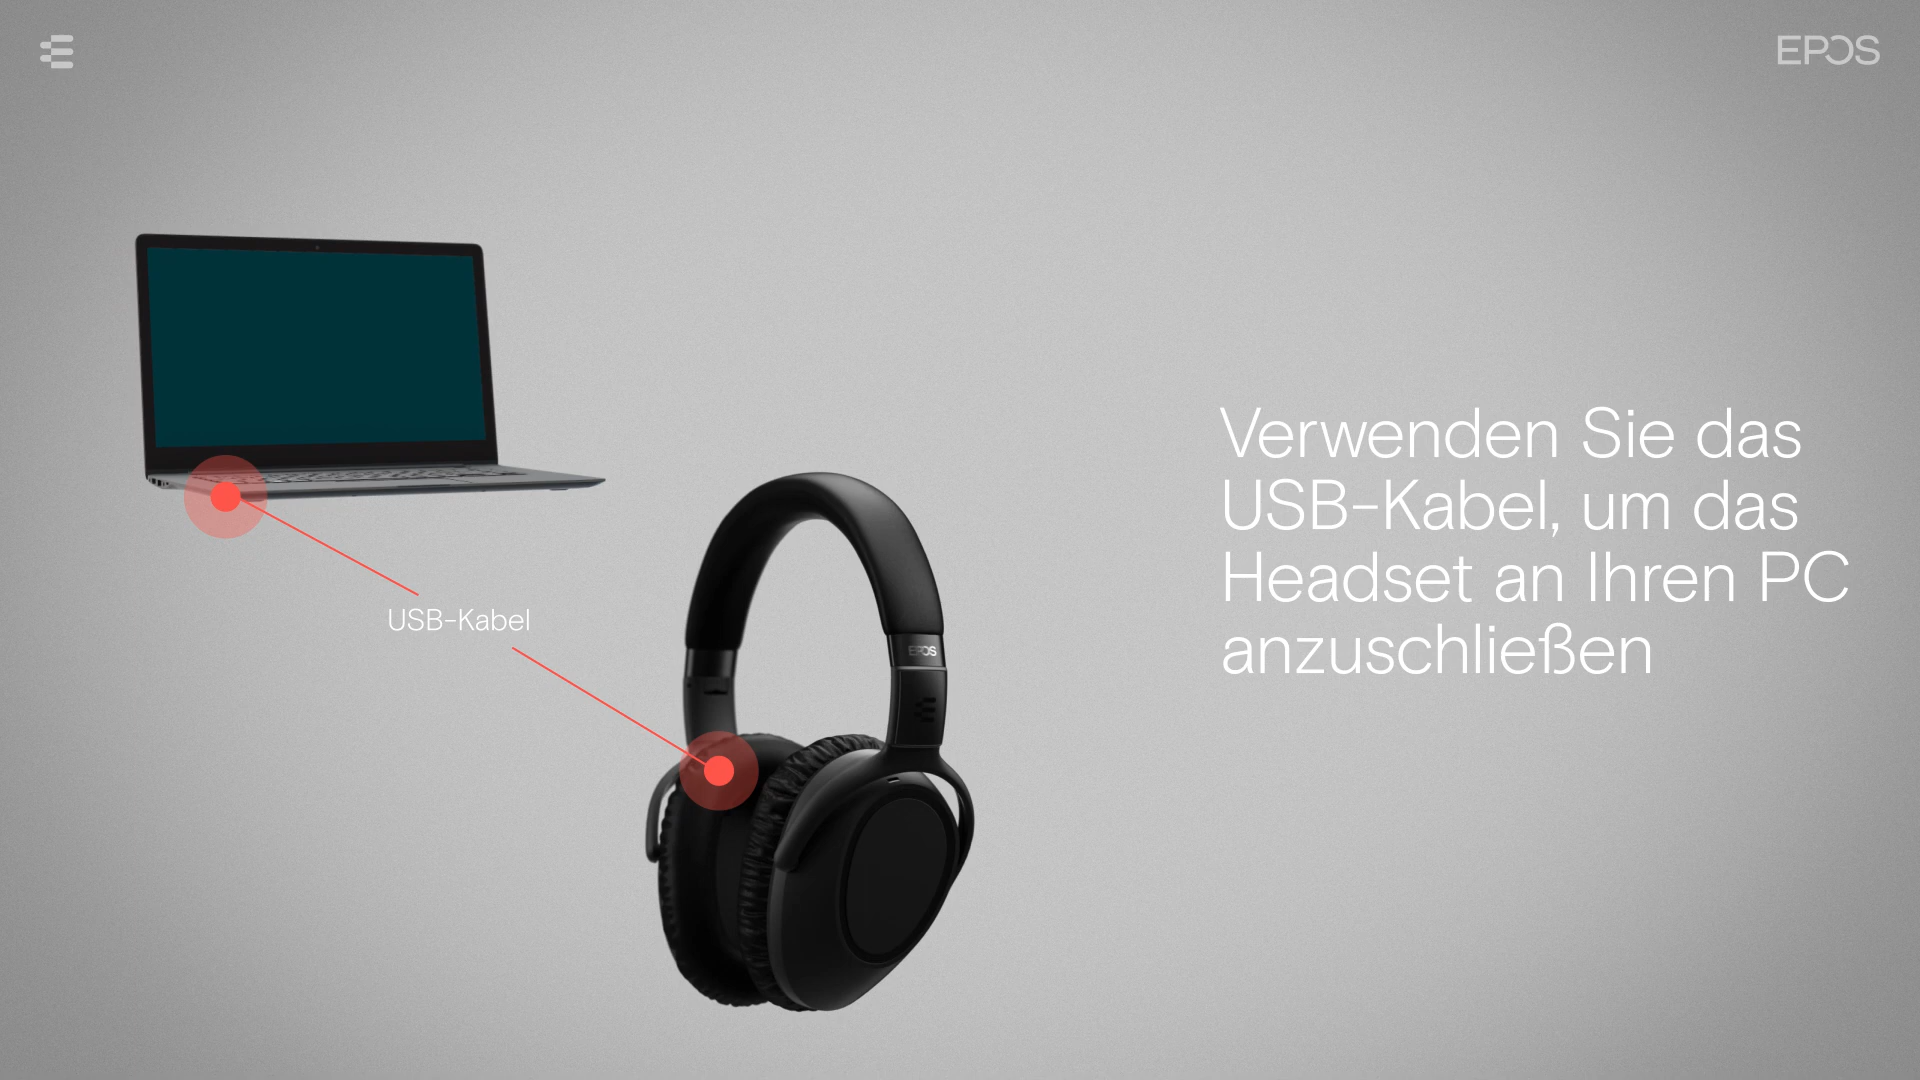 EPOS
Verwenden Sie das
USB-Kabel, um das
Headset an Ihren PC
anzuschließen
USB-Kabel
EPOS